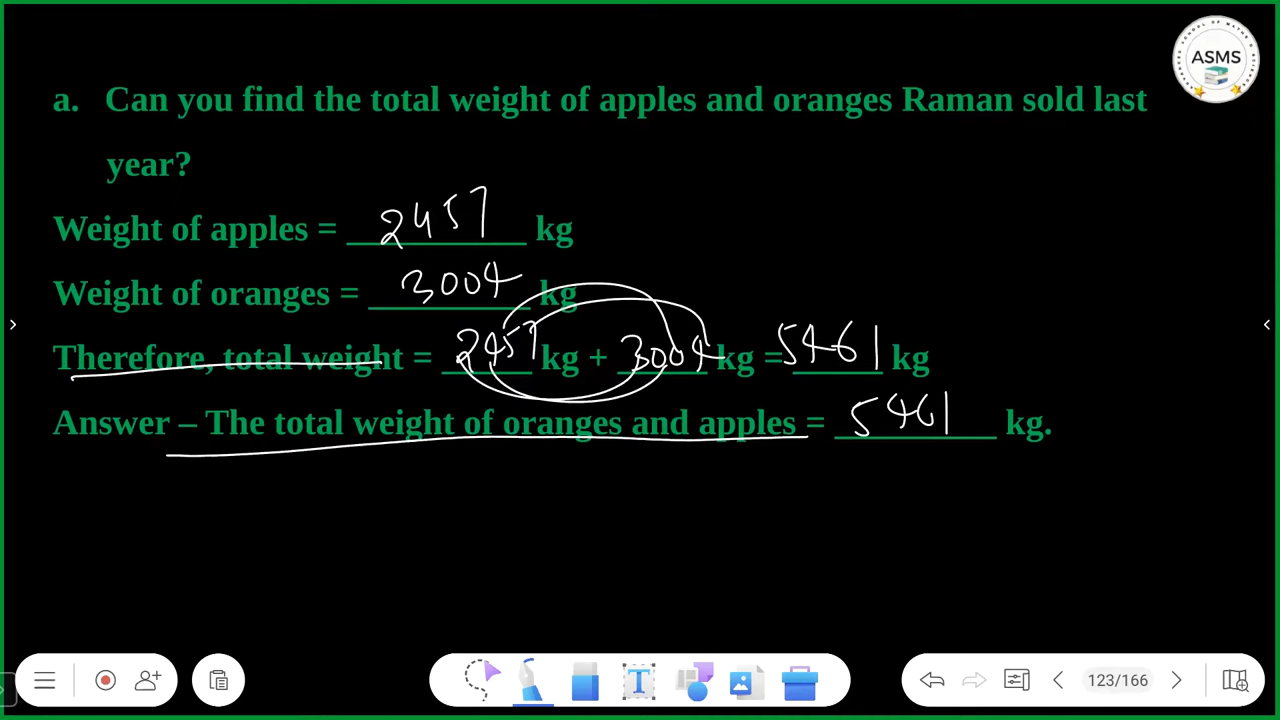 ASMS
a. Can you find the total weight of apples and oranges Raman sold last
year?
Weight of apples = 2457 kg
Weight of oranges = 3004 kg
Therefore, total weight = 2457 kg + 3004 kg = 5461 kg
Answer – The total weight of oranges and apples = 5461 kg.
T
123/166